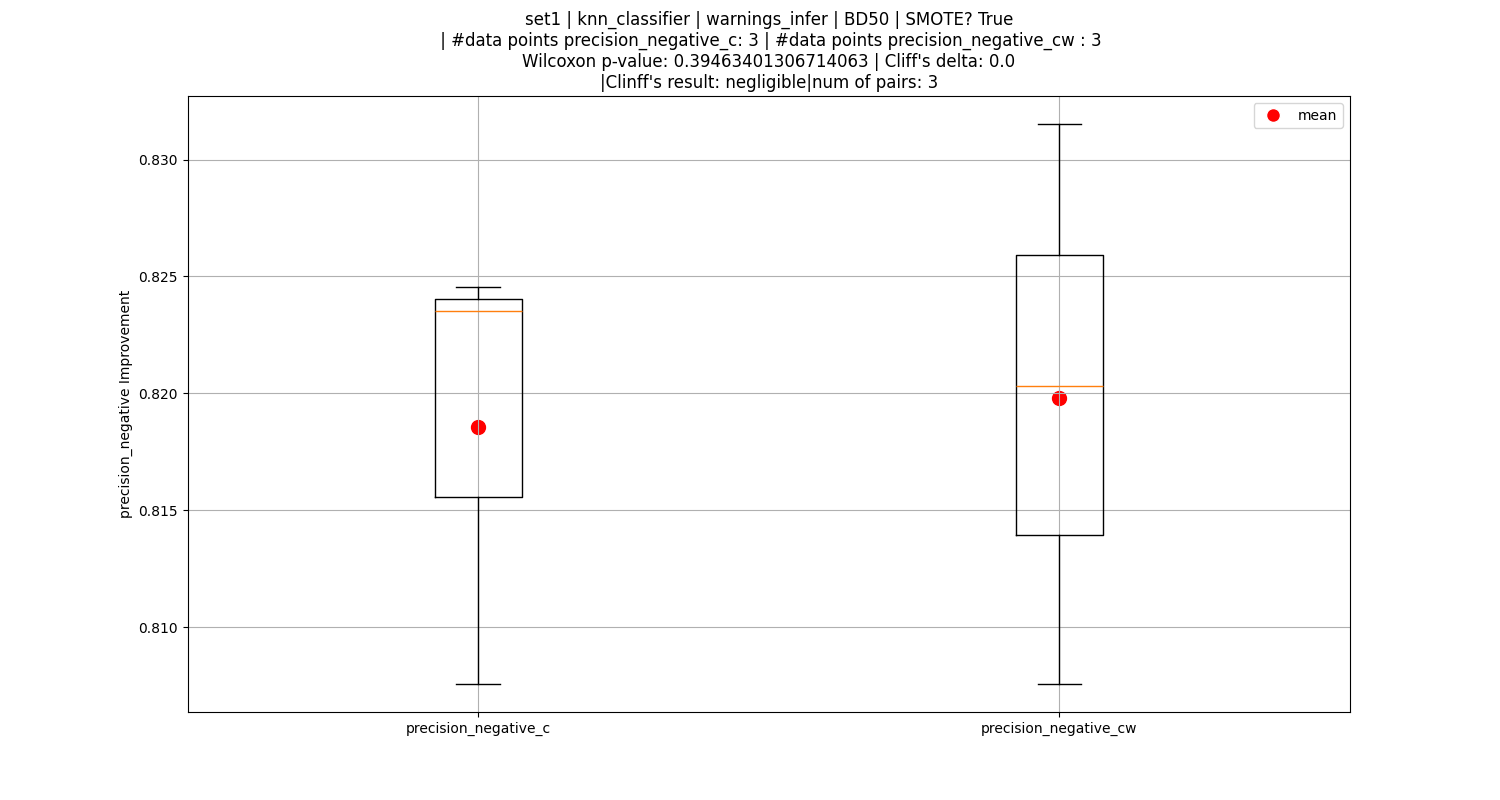 set1 | knn_classifier | warnings_infer | BD50 | SMOTE? True
| #data points precision_negative_c: 3 | #data points precision_negative_cw : 3
Wilcoxon p-value: 0.39463401306714063 | Cliff's delta: 0.0
|Clinff's result: negligible|num of pairs: 3
mean
precision_negative Improvement
0.830
0.825
0.820
0.815
0.810
precision_negative_c
precision_negative_cw